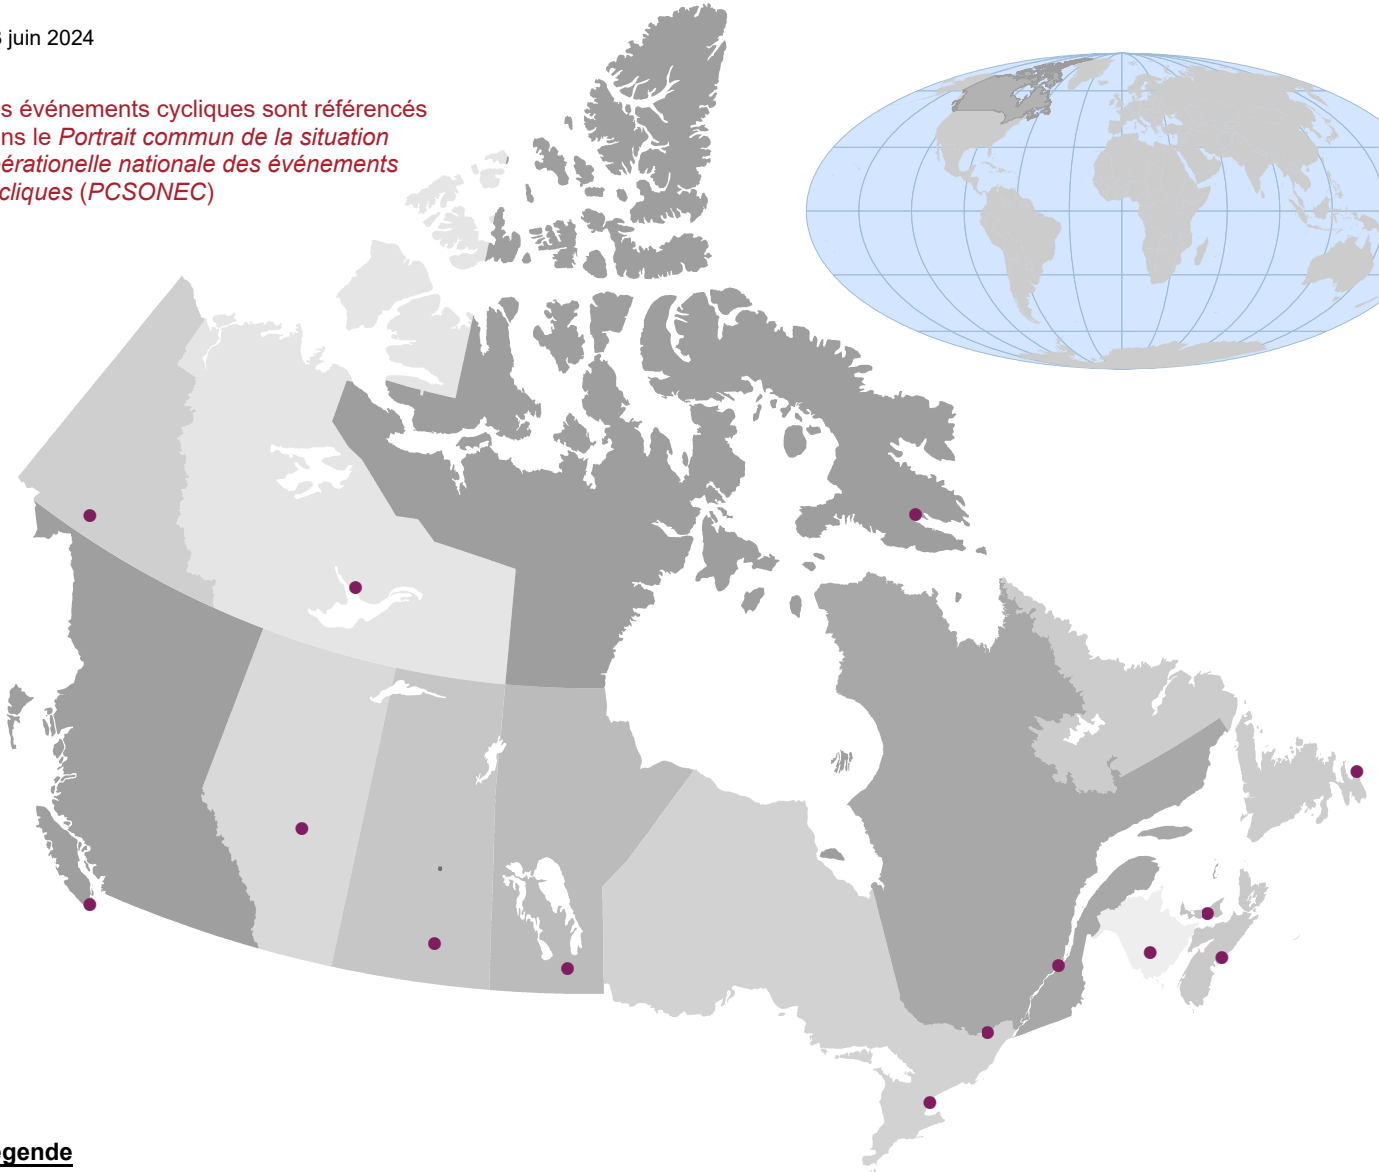 juin 2024
s événements cycliques sont référencés
ns le Portrait commun de la situation
érationelle nationale des événements
cliques (PCSONEC)
gende